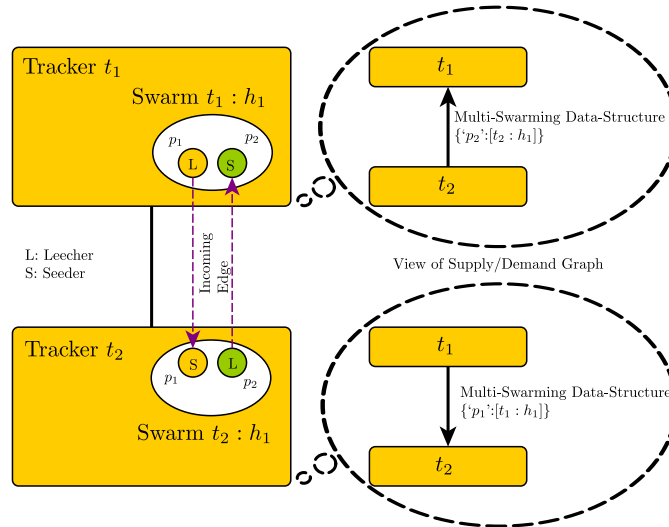 Tracker t₁
Swarm t₁ : h₁
p₁
p₂
L
S
t₁
Multi-Swarming Data-Structure
{‘p₂’:[t₂ : h₁]}
t₂
L: Leecher
S: Seeder
Incoming
Edge
View of Supply/Demand Graph
Tracker t₂
S
L
p₁
p₂
Swarm t₂ : h₁
t₁
Multi-Swarming Data-Structure
{‘p₁’:[t₁ : h₁]}
t₂